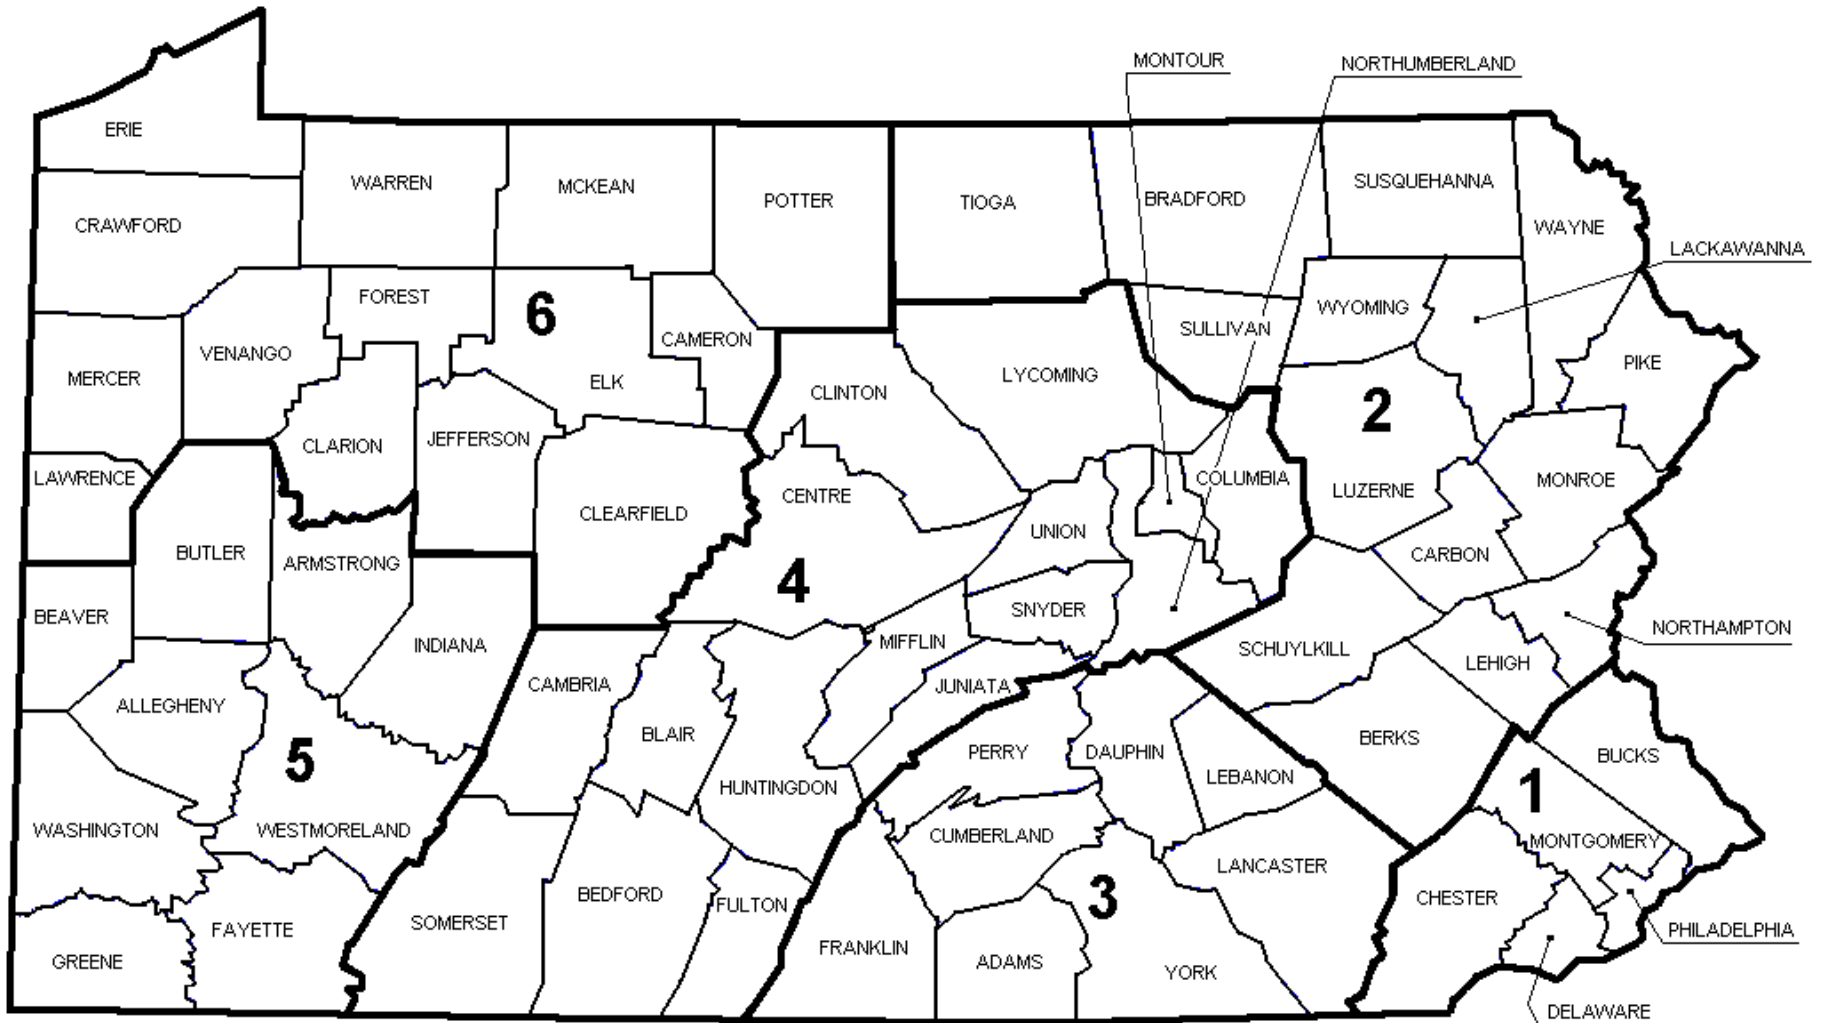 MONTOUR
NORTHUMBERLAND
ERIE
WARREN
MCKEAN
POTTER
TIOGA
BRADFORD
SUSQUEHANNA
CRAWFORD
WAYNE
LACKAWANNA
FOREST
6
WYOMING
VENANGO
CAMERON
SULLIVAN
MERCER
ELK
CLINTON
LYCOMING
PIKE
2
CLARION
JEFFERSON
LAWRENCE
CENTRE
COLUMBIA
LUZERNE
MONROE
CLEARFIELD
UNION
BUTLER
ARMSTRONG
CARBON
4
BEAVER
SNYDER
NORTHAMPTON
INDIANA
MIFFLIN
SCHUYLKILL
LEHIGH
CAMBRIA
JUNIATA
ALLEGHENY
BLAIR
PERRY
DAUPHIN
BERKS
BUCKS
5
HUNTINGDON
LEBANON
1
WASHINGTON
WESTMORELAND
CUMBERLAND
MONTGOMERY
LANCASTER
BEDFORD
3
CHESTER
FULTON
SOMERSET
FAYETTE
PHILADELPHIA
FRANKLIN
GREENE
ADAMS
YORK
DELAWARE